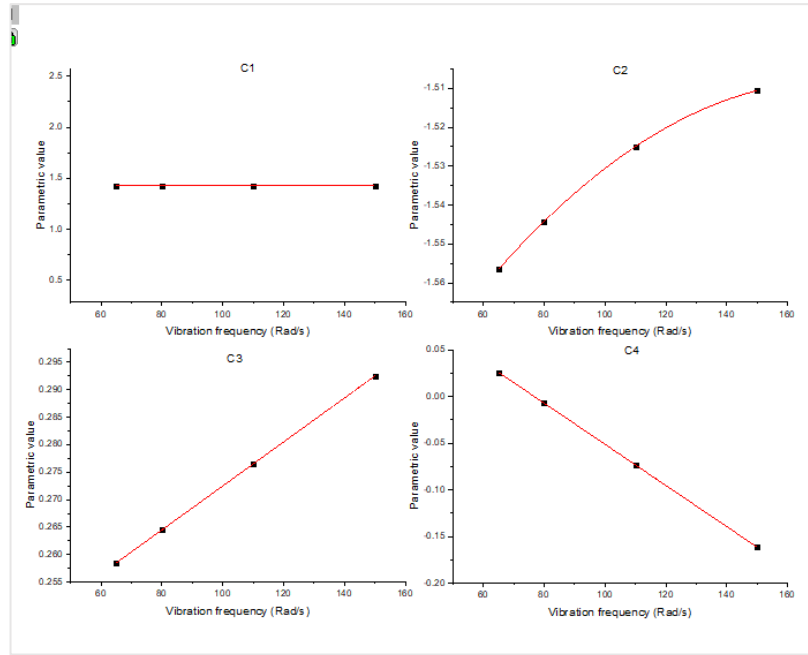 C1
2.5
2.0
1.5
1.0
0.5
Parametric value
60 80 100 120 140 160
Vibration frequency (Rad/s)
C2
-1.51
-1.52
-1.53
-1.54
-1.55
-1.56
Parametric value
60 80 100 120 140 160
Vibration frequency (Rad/s)
C3
0.295
0.290
0.285
0.280
0.275
0.270
0.265
0.260
0.255
Parametric value
60 80 100 120 140 160
Vibration frequency (Rad/s)
C4
0.05
0.00
-0.05
-0.10
-0.15
-0.20
Parametric value
60 80 100 120 140 160
Vibration frequency (Rad/s)